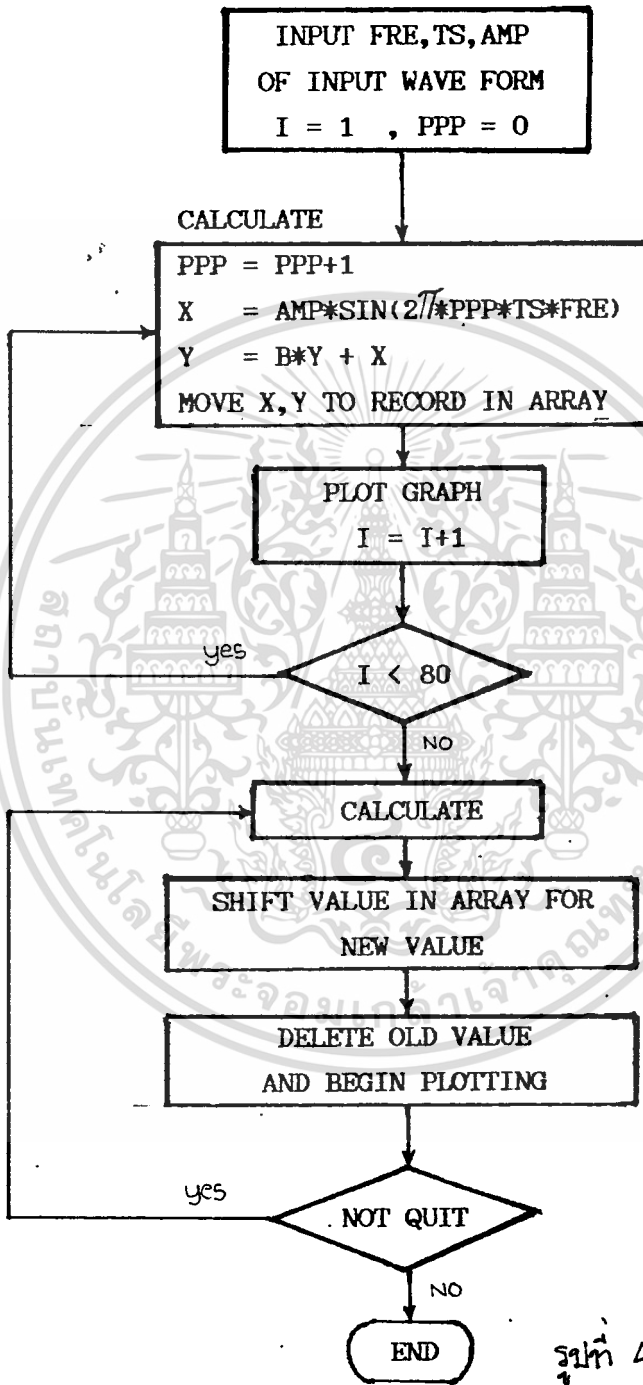 INPUT FRE,TS,AMP
OF INPUT WAVE FORM
I = 1 , PPP = 0
CALCULATE
PPP = PPP+1
X = AMP*SIN(2π*PPP*TS*FRE)
Y = B*Y + X
MOVE X,Y TO RECORD IN ARRAY
PLOT GRAPH
I = I+1
yes
I < 80
NO
CALCULATE
SHIFT VALUE IN ARRAY FOR
NEW VALUE
DELETE OLD VALUE
AND BEGIN PLOTTING
yes
NOT QUIT
NO
END
รูปที่